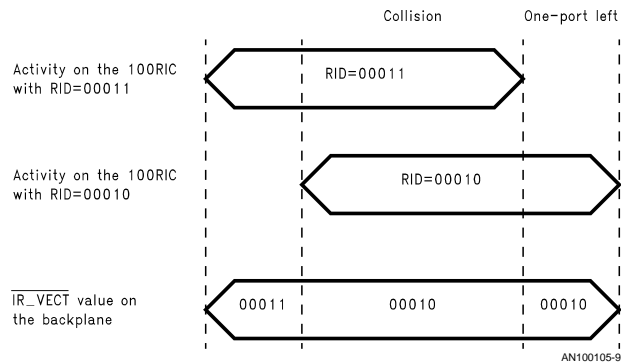 Collision One-port left
Activity on the 100RIC
with RID=00011
RID=00011
Activity on the 100RIC
with RID=00010
RID=00010
IR_VECT value on
the backplane
00011 00010 00010
AN100105-9